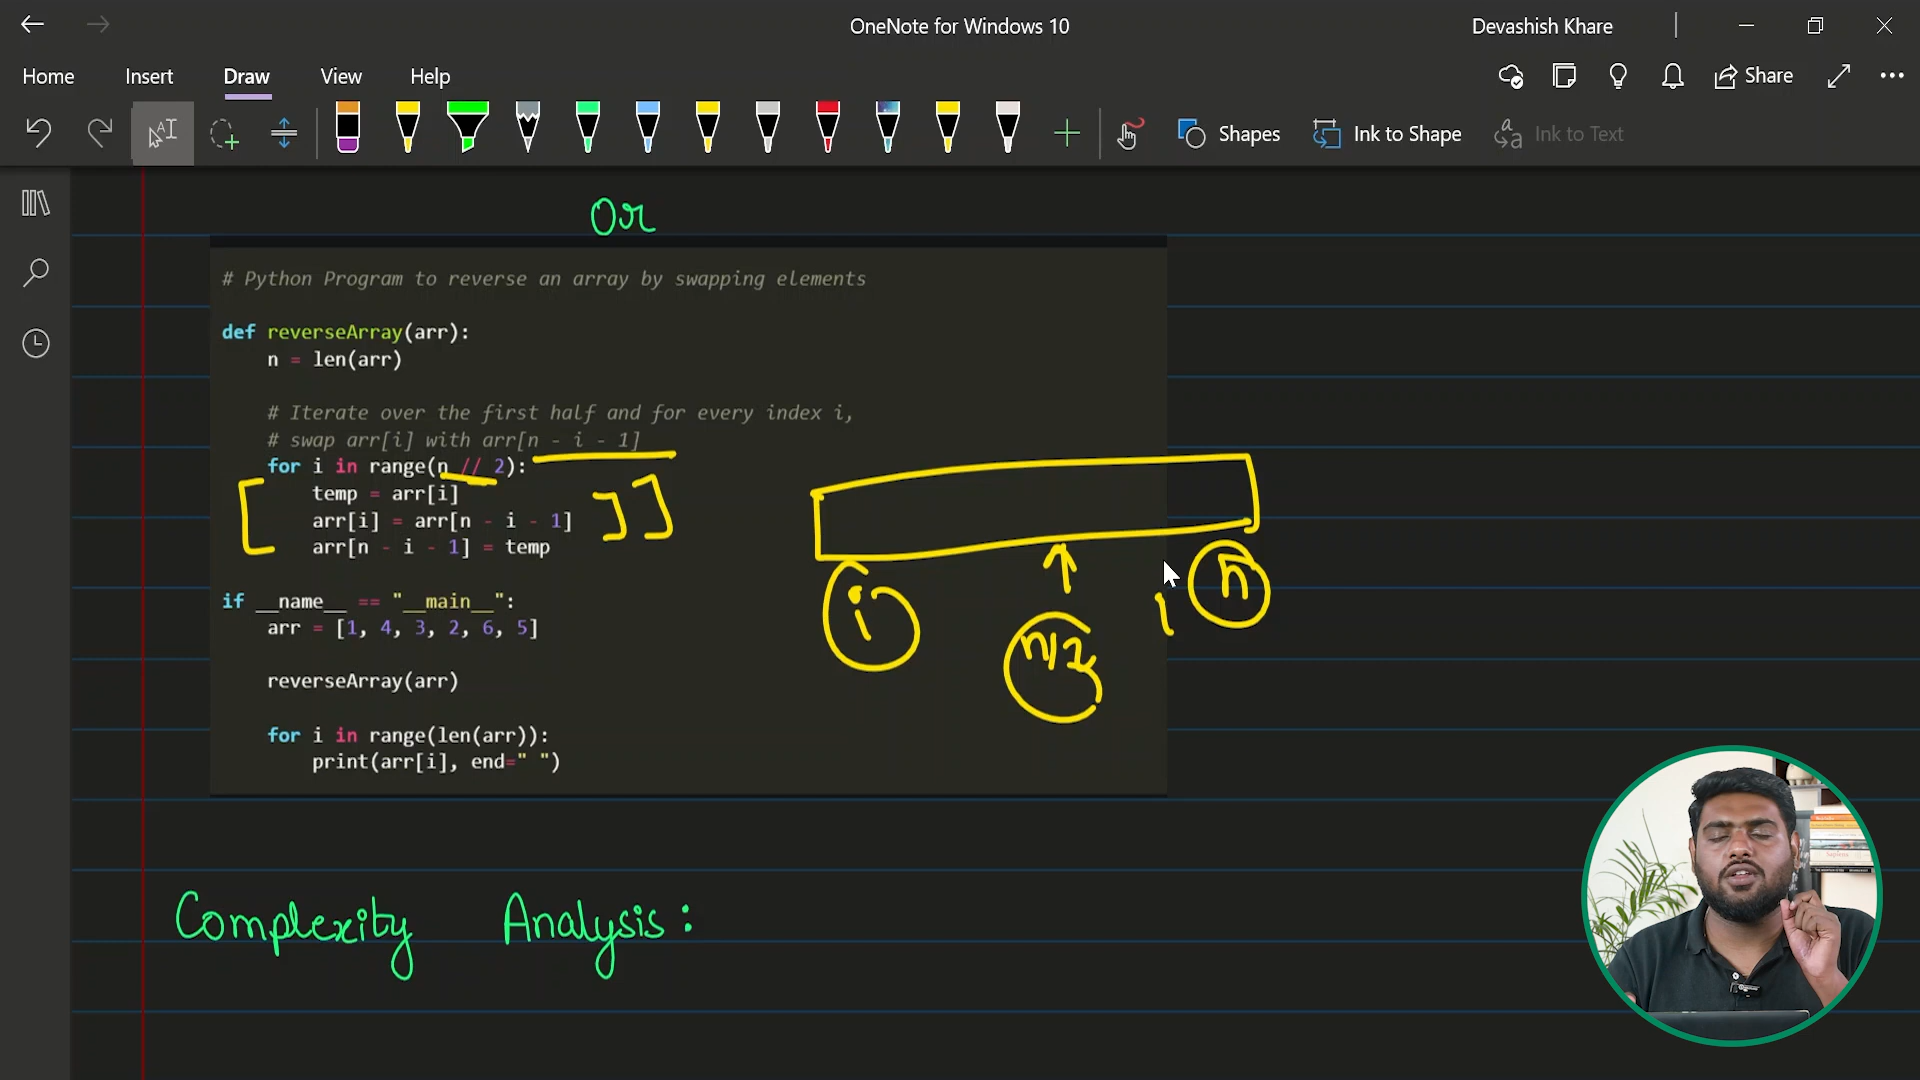 OneNote for Windows 10
Devashish Khare
Home Insert Draw View Help
Share
Shapes
Ink to Shape
Ink to Text
Or
# Python Program to reverse an array by swapping elements
def reverseArray(arr):
    n = len(arr)
    # Iterate over the first half and for every index i,
    # swap arr[i] with arr[n - i - 1]
    for i in range(n // 2):
        temp = arr[i]
        arr[i] = arr[n - i - 1]
        arr[n - i - 1] = temp
if __name__ == "__main__":
    arr = [1, 4, 3, 2, 6, 5]
    reverseArray(arr)
    for i in range(len(arr)):
        print(arr[i], end=" ")
i
n/2
n
Complexity Analysis: